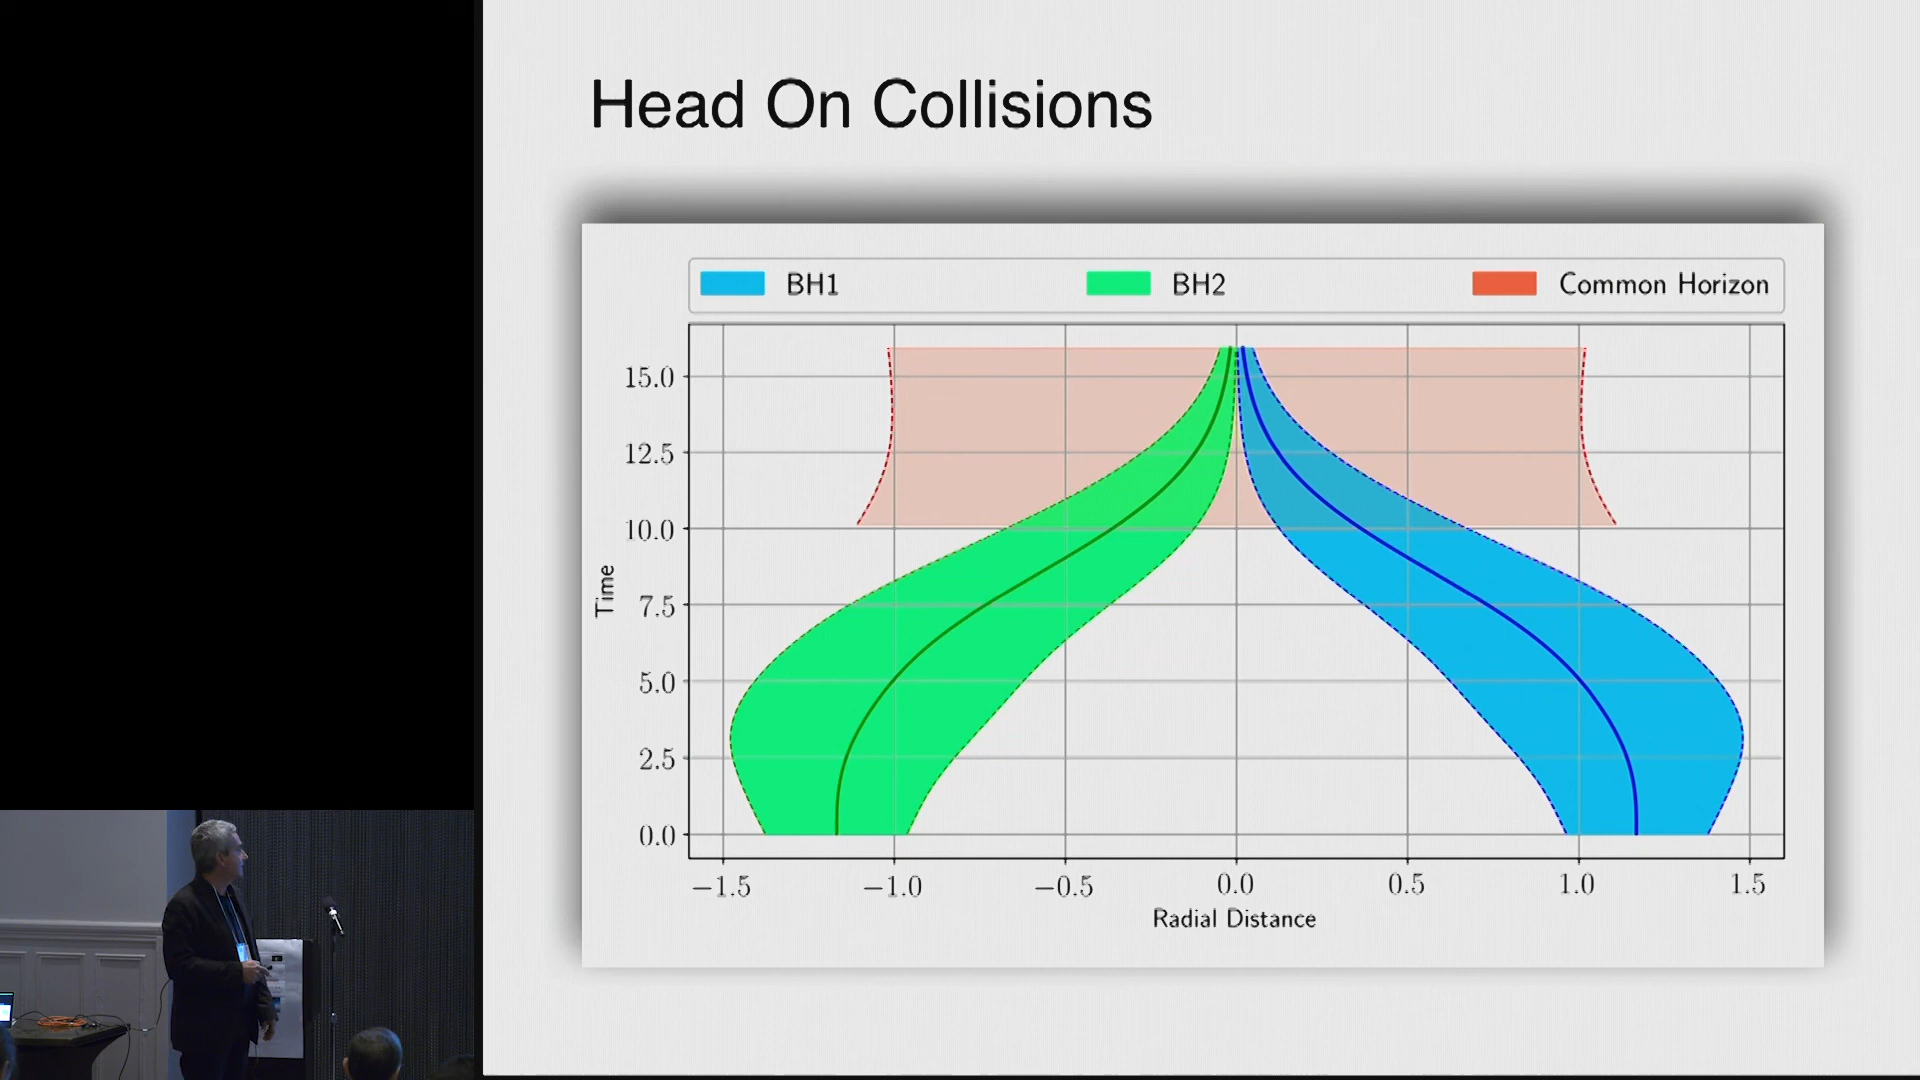 Head On Collisions
BH1
BH2
Common Horizon
15.0
12.5
10.0
7.5
5.0
2.5
0.0
Time
−1.5
−1.0
−0.5
0.0
0.5
1.0
1.5
Radial Distance